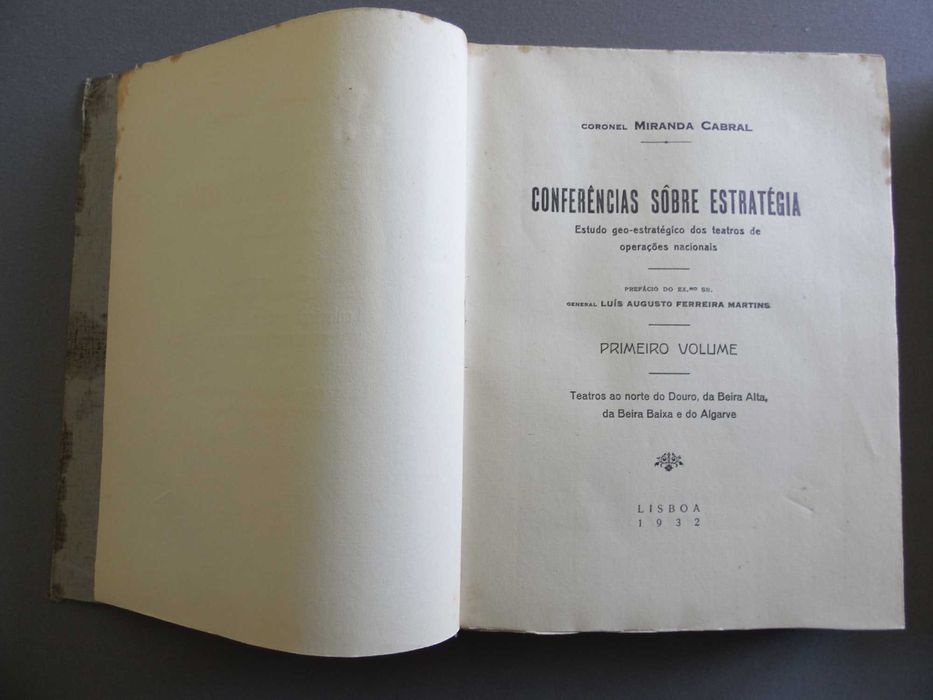 CORONEL MIRANDA CABRAL
CONFERÊNCIAS SÔBRE ESTRATÉGIA
Estudo geo-estratégico dos teatros de
operações nacionais
PREFÁCIO DO EX.MO SR.
GENERAL LUÍS AUGUSTO FERREIRA MARTINS
PRIMEIRO VOLUME
Teatros ao norte do Douro, da Beira Alta,
da Beira Baixa e do Algarve
LISBOA
1932